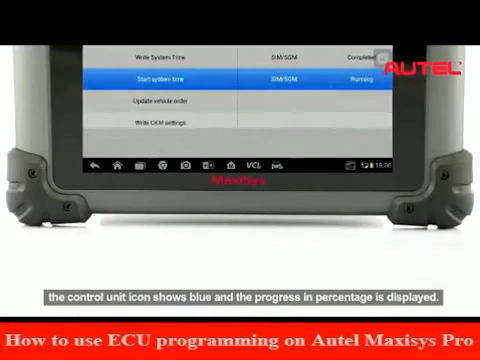 Write System Time SIM/SGM Completed
AUTEL
Start system time SIM/SGM Running
Update vehicle order
Write CKM settings
VCI
19:36
MaxiSys
the control unit icon shows blue and the progress in percentage is displayed.
How to use ECU programming on Autel Maxisys Pro